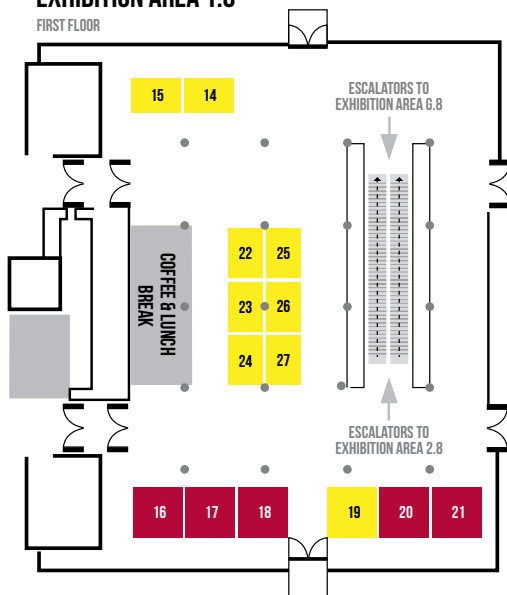 EXHIBITION AREA 1.8
FIRST FLOOR
15
14
ESCALATORS TO
EXHIBITION AREA G.8
22
25
COFFEE & LUNCH
BREAK
23
26
24
27
ESCALATORS TO
EXHIBITION AREA 2.8
16
17
18
19
20
21